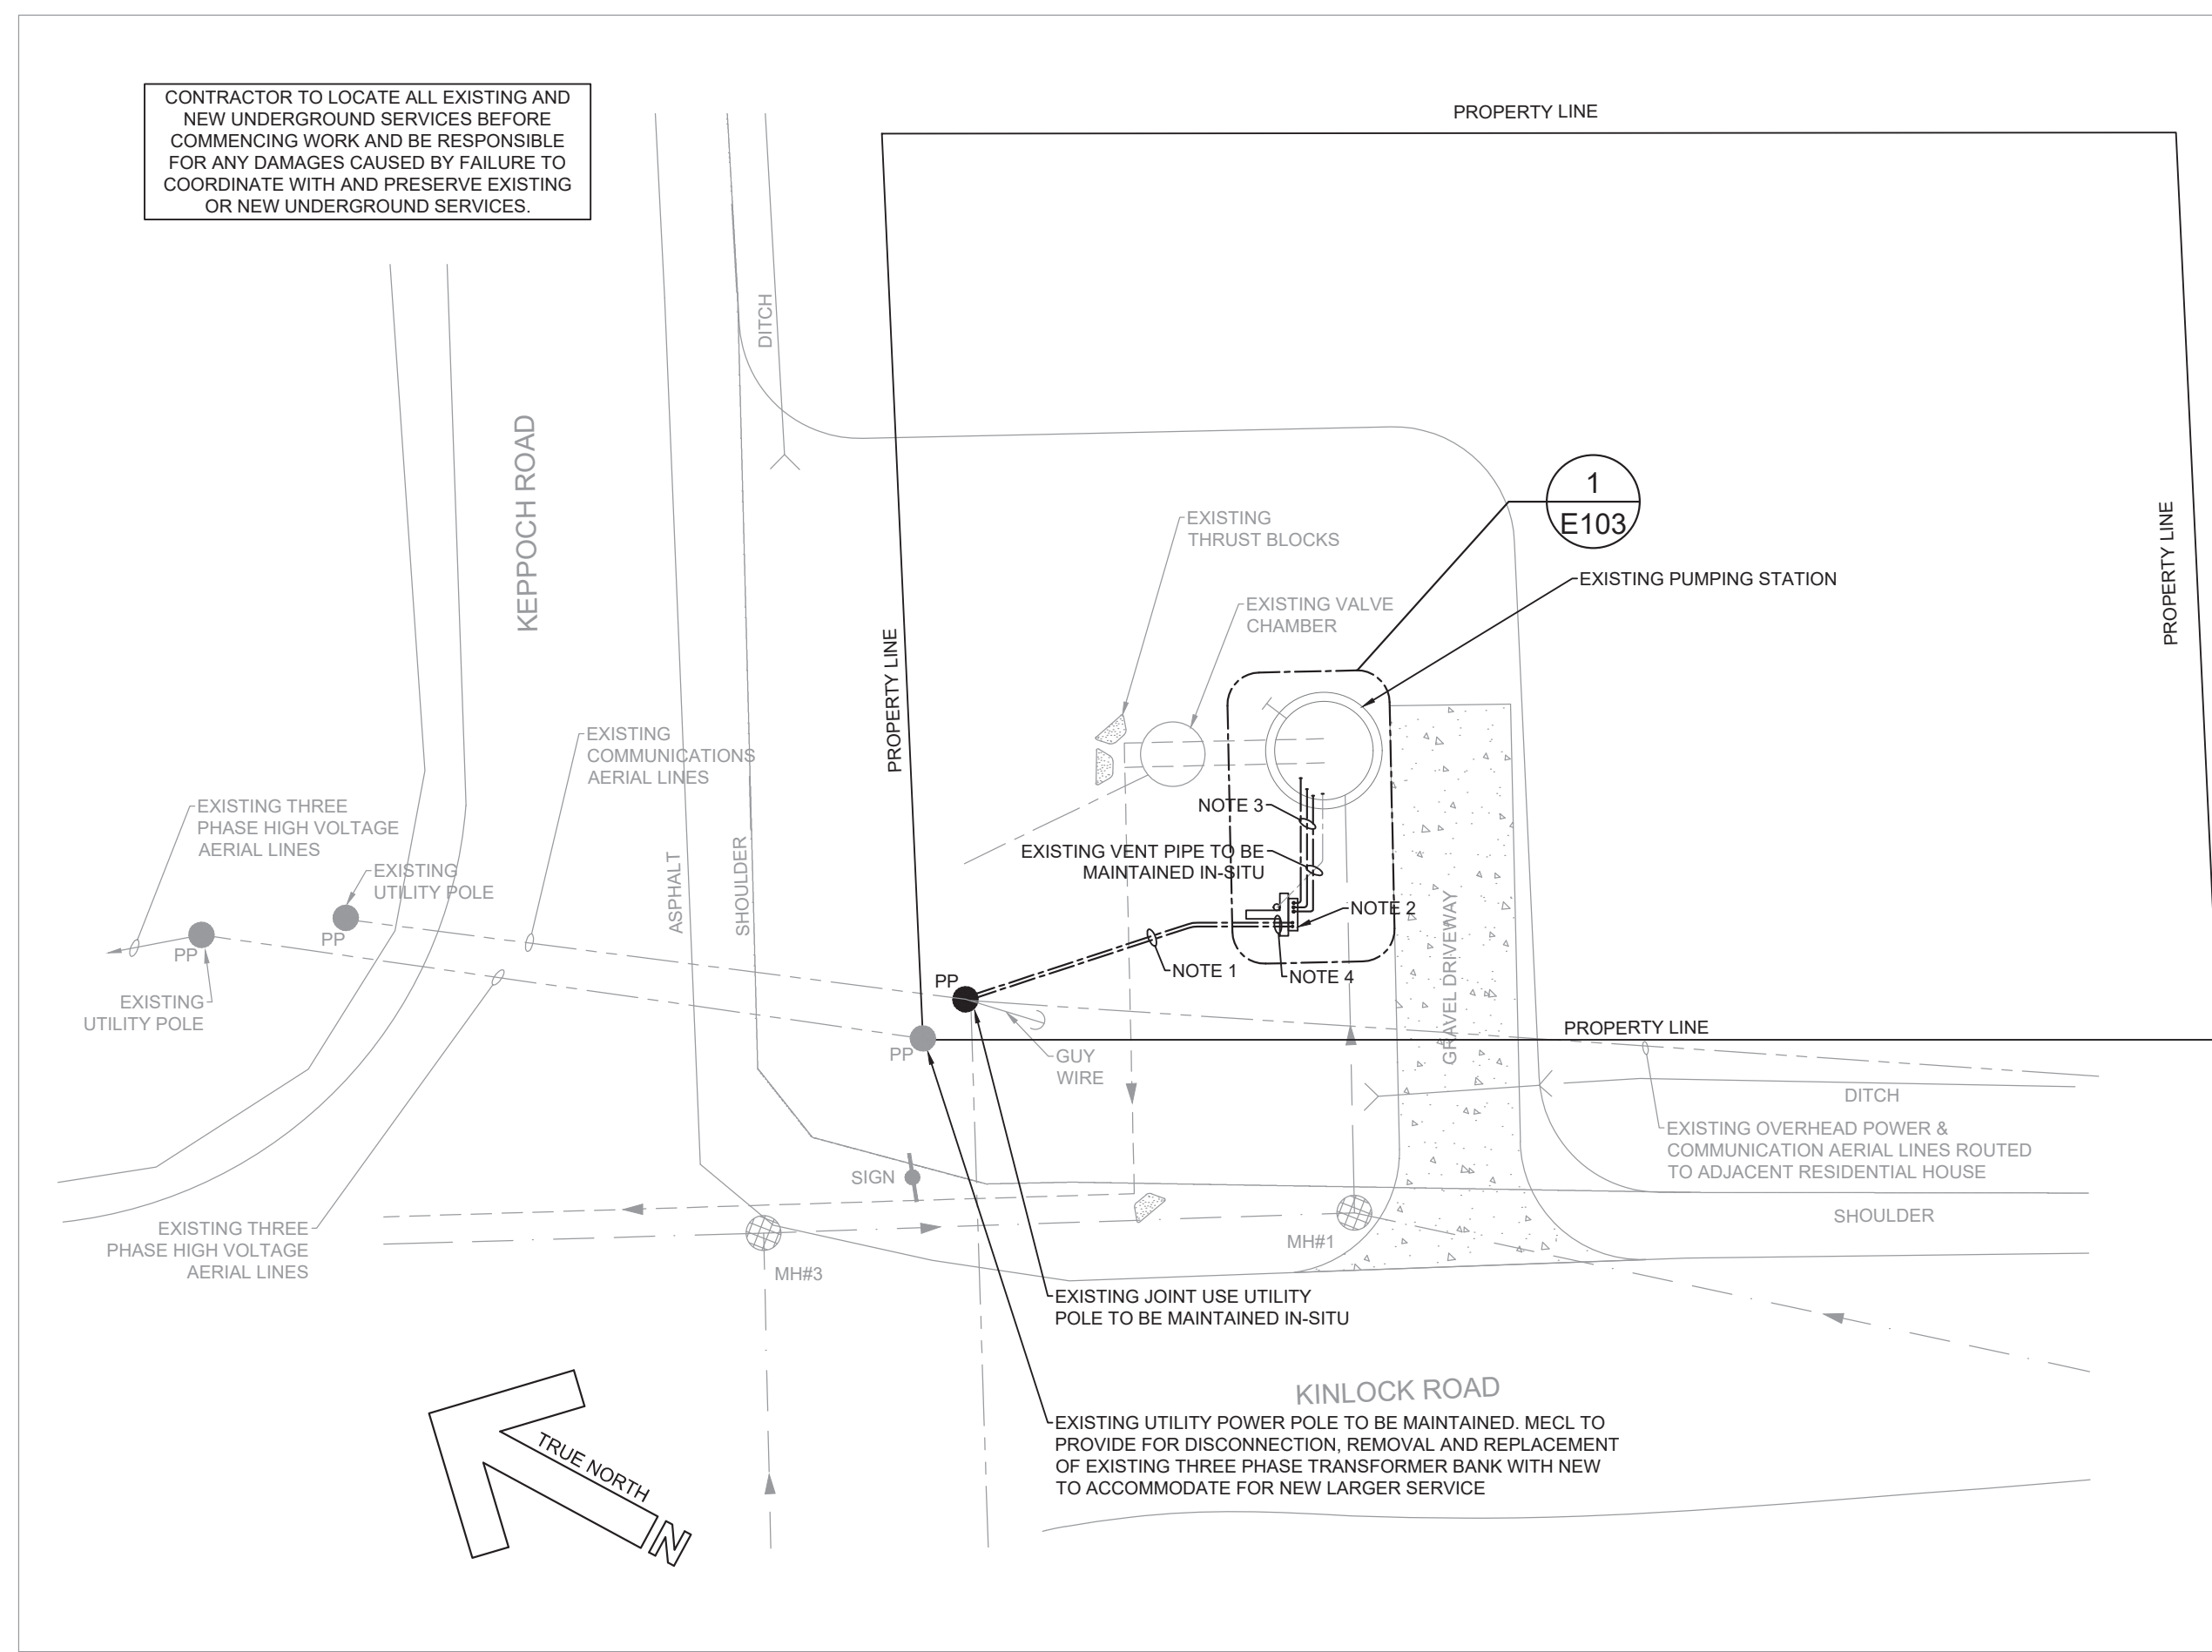 CONTRACTOR TO LOCATE ALL EXISTING AND
NEW UNDERGROUND SERVICES BEFORE
COMMENCING WORK AND BE RESPONSIBLE
FOR ANY DAMAGES CAUSED BY FAILURE TO
COORDINATE WITH AND PRESERVE EXISTING
OR NEW UNDERGROUND SERVICES.
PROPERTY LINE
DITCH
KEPPOCH ROAD
1
E103
EXISTING
THRUST BLOCKS
EXISTING PUMPING STATION
PROPERTY LINE
EXISTING VALVE
CHAMBER
PROPERTY LINE
EXISTING
COMMUNICATIONS
AERIAL LINES
EXISTING THREE
PHASE HIGH VOLTAGE
AERIAL LINES
EXISTING
UTILITY POLE
ASPHALT
SHOULDER
NOTE 3
EXISTING VENT PIPE TO BE
MAINTAINED IN-SITU
NOTE 2
GRAVEL DRIVEWAY
PP
PP
EXISTING
UTILITY POLE
NOTE 1
NOTE 4
PP
PP
GUY
WIRE
PROPERTY LINE
DITCH
EXISTING OVERHEAD POWER &
COMMUNICATION AERIAL LINES ROUTED
TO ADJACENT RESIDENTIAL HOUSE
SIGN
SHOULDER
EXISTING THREE
PHASE HIGH VOLTAGE
AERIAL LINES
MH#3
MH#1
EXISTING JOINT USE UTILITY
POLE TO BE MAINTAINED IN-SITU
KINLOCK ROAD
EXISTING UTILITY POWER POLE TO BE MAINTAINED. MECL TO
PROVIDE FOR DISCONNECTION, REMOVAL AND REPLACEMENT
OF EXISTING THREE PHASE TRANSFORMER BANK WITH NEW
TO ACCOMMODATE FOR NEW LARGER SERVICE
TRUE NORTH
N